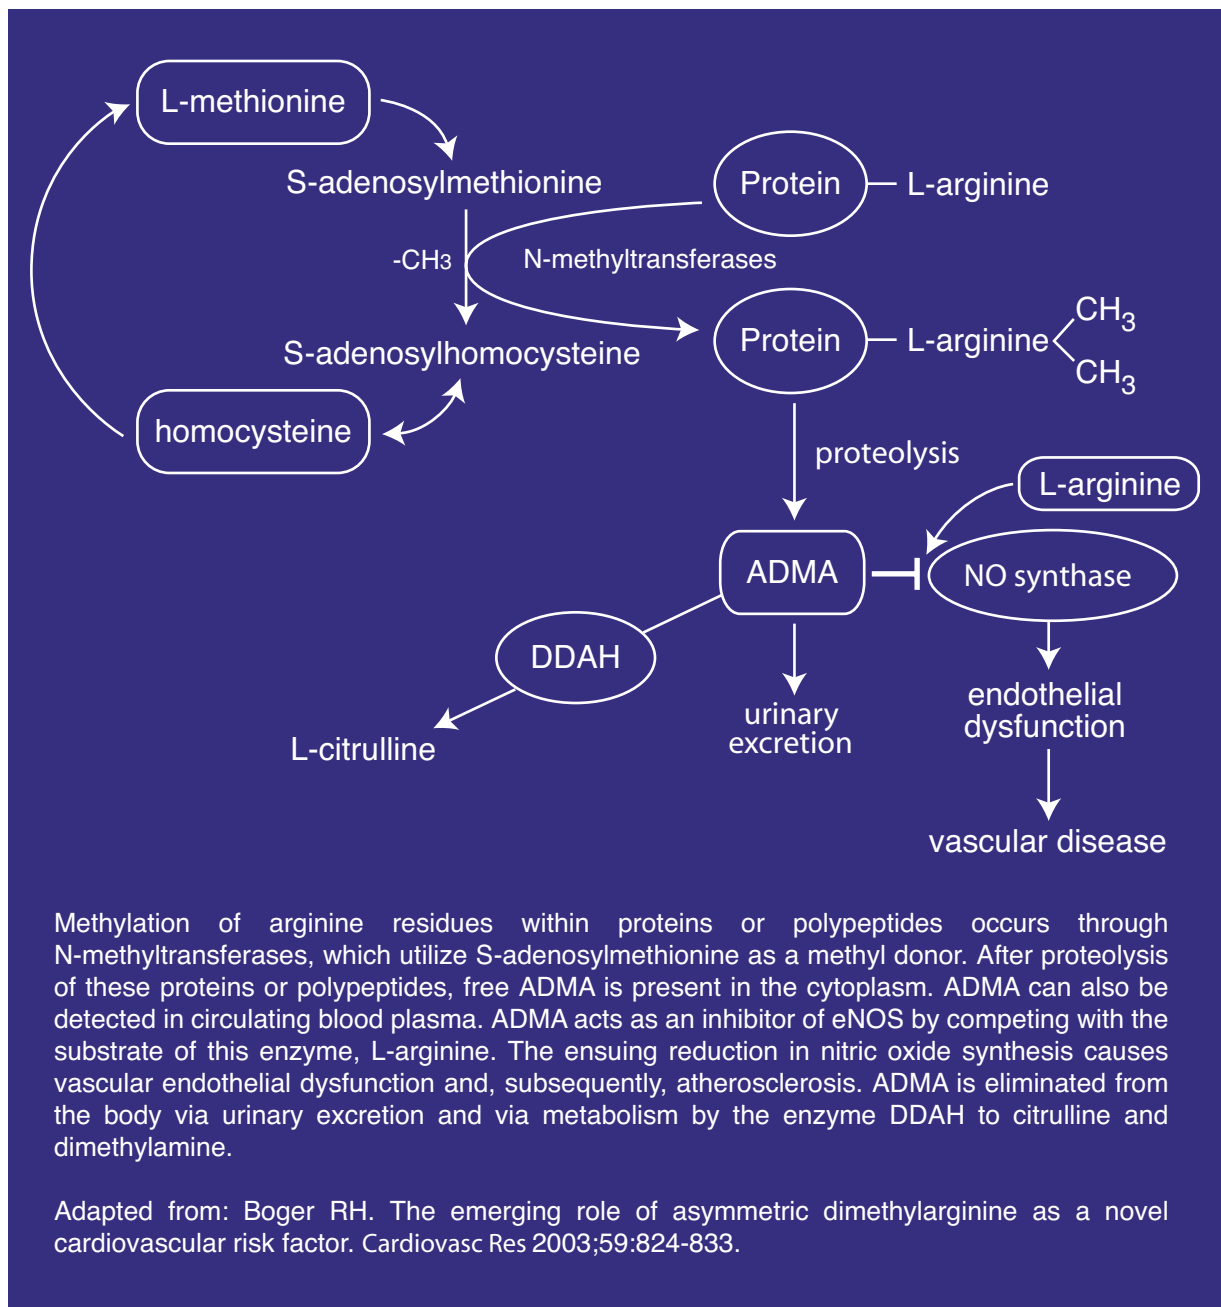 L-methionine
S-adenosylmethionine
Protein
L-arginine
-CH3
N-methyltransferases
S-adenosylhomocysteine
Protein
L-arginine
CH3
CH3
homocysteine
proteolysis
L-arginine
ADMA
NO synthase
DDAH
L-citrulline
urinary
excretion
endothelial
dysfunction
vascular disease
Methylation of arginine residues within proteins or polypeptides occurs through
N-methyltransferases, which utilize S-adenosylmethionine as a methyl donor. After proteolysis
of these proteins or polypeptides, free ADMA is present in the cytoplasm. ADMA can also be
detected in circulating blood plasma. ADMA acts as an inhibitor of eNOS by competing with the
substrate of this enzyme, L-arginine. The ensuing reduction in nitric oxide synthesis causes
vascular endothelial dysfunction and, subsequently, atherosclerosis. ADMA is eliminated from
the body via urinary excretion and via metabolism by the enzyme DDAH to citrulline and
dimethylamine.
Adapted from: Boger RH. The emerging role of asymmetric dimethylarginine as a novel
cardiovascular risk factor. Cardiovasc Res 2003;59:824-833.